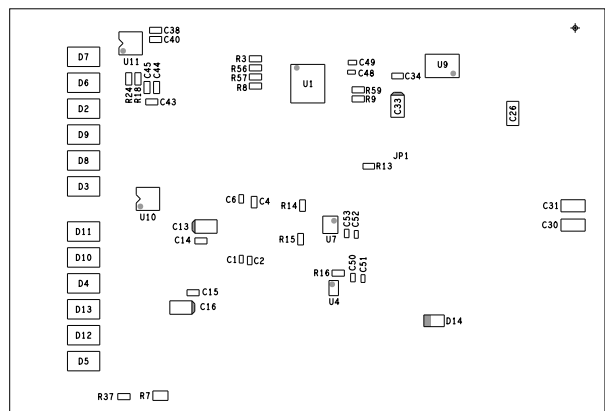 C38
C40
U11
D7
D6
D2
D9
D8
D3
D11
D10
D4
D13
D12
D5
R24
R18
C45
C44
C43
R3
R56
R57
R8
U1
C49
C48
R59
R9
C34
C33
U9
C26
JP1
R13
U10
C6
C4
R14
C13
C14
U7
C53
C52
R15
C1
C2
R16
C50
C51
U4
C15
C16
C31
C30
D14
R37
R7